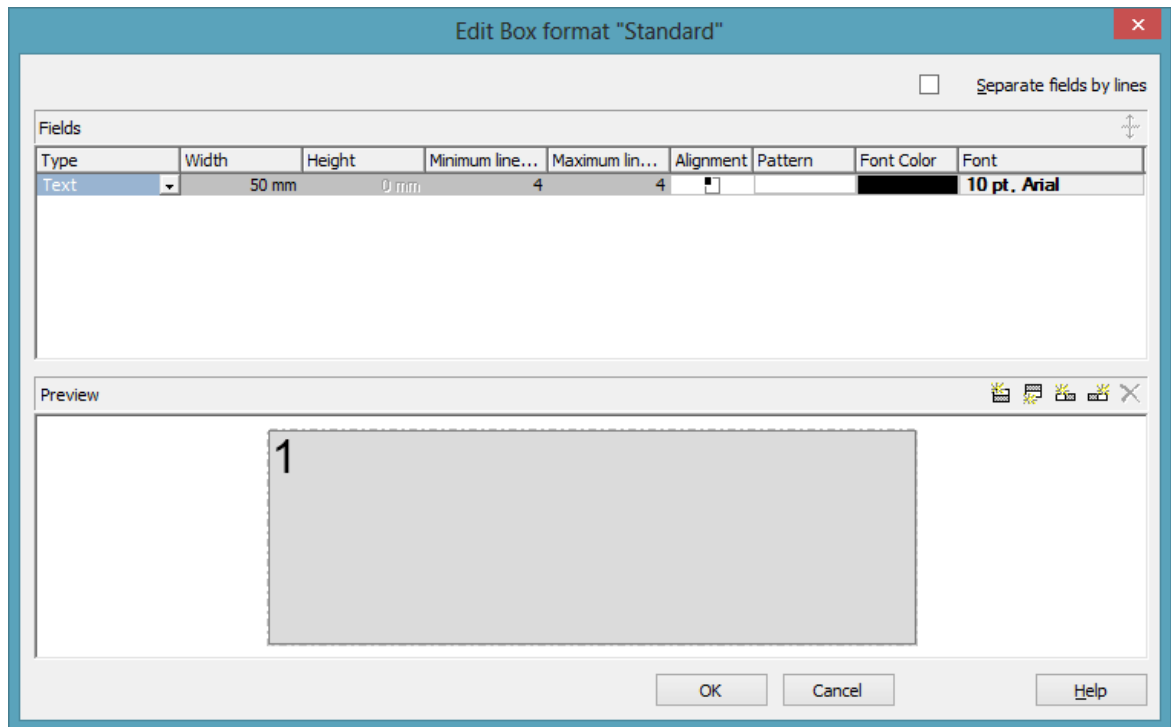 Edit Box format "Standard"
Separate fields by lines
Fields
Type Width Height Minimum line... Maximum lin... Alignment Pattern Font Color Font
Text 50 mm 0 mm 4 4 10 pt, Arial
Preview
1
OK Cancel Help